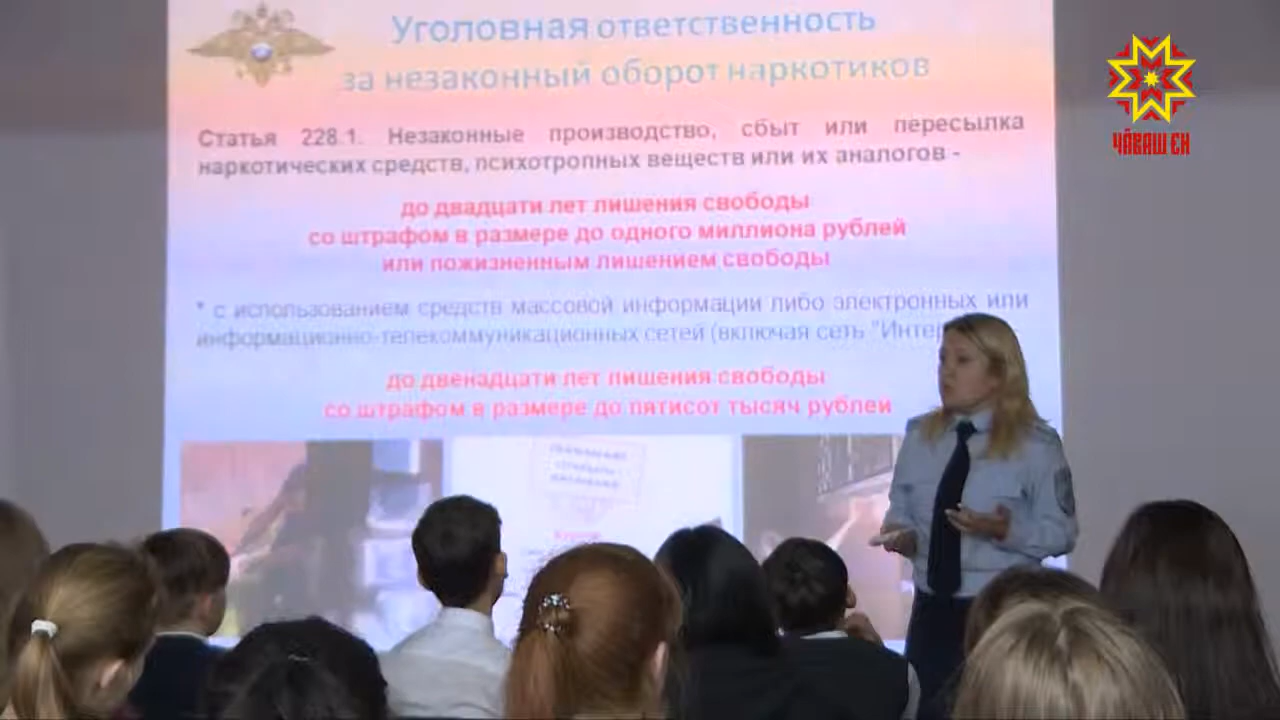 Уголовная ответственность
за незаконный оборот наркотиков
ЧӐВАШ ЕН
Статья 228.1. Незаконные производство, сбыт или пересылка
наркотических средств, психотропных веществ или их аналогов -
до двадцати лет лишения свободы
со штрафом в размере до одного миллиона рублей
или пожизненным лишением свободы
* с использованием средств массовой информации либо электронных или
информационно-телекоммуникационных сетей (включая сеть "Интер
до двенадцати лет лишения свободы
со штрафом в размере до пятисот тысяч рублей